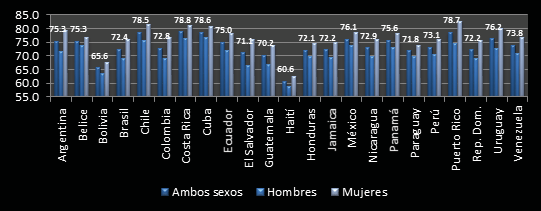 85.0
80.0
75.0
70.0
65.0
60.0
55.0
75.3 75.3 65.6 72.4 78.5 72.8 78.8 78.6 75.0 71.1 70.2 60.6 72.1 72.2 76.1 72.9 75.6 71.8 73.1 78.7 72.2 76.2 73.8
Argentina
Belice
Bolivia
Brasil
Chile
Colombia
Costa Rica
Cuba
Ecuador
El Salvador
Guatemala
Haití
Honduras
Jamaica
México
Nicaragua
Panamá
Paraguay
Perú
Puerto Rico
Rep. Dom.
Uruguay
Venezuela
Ambos sexos Hombres Mujeres